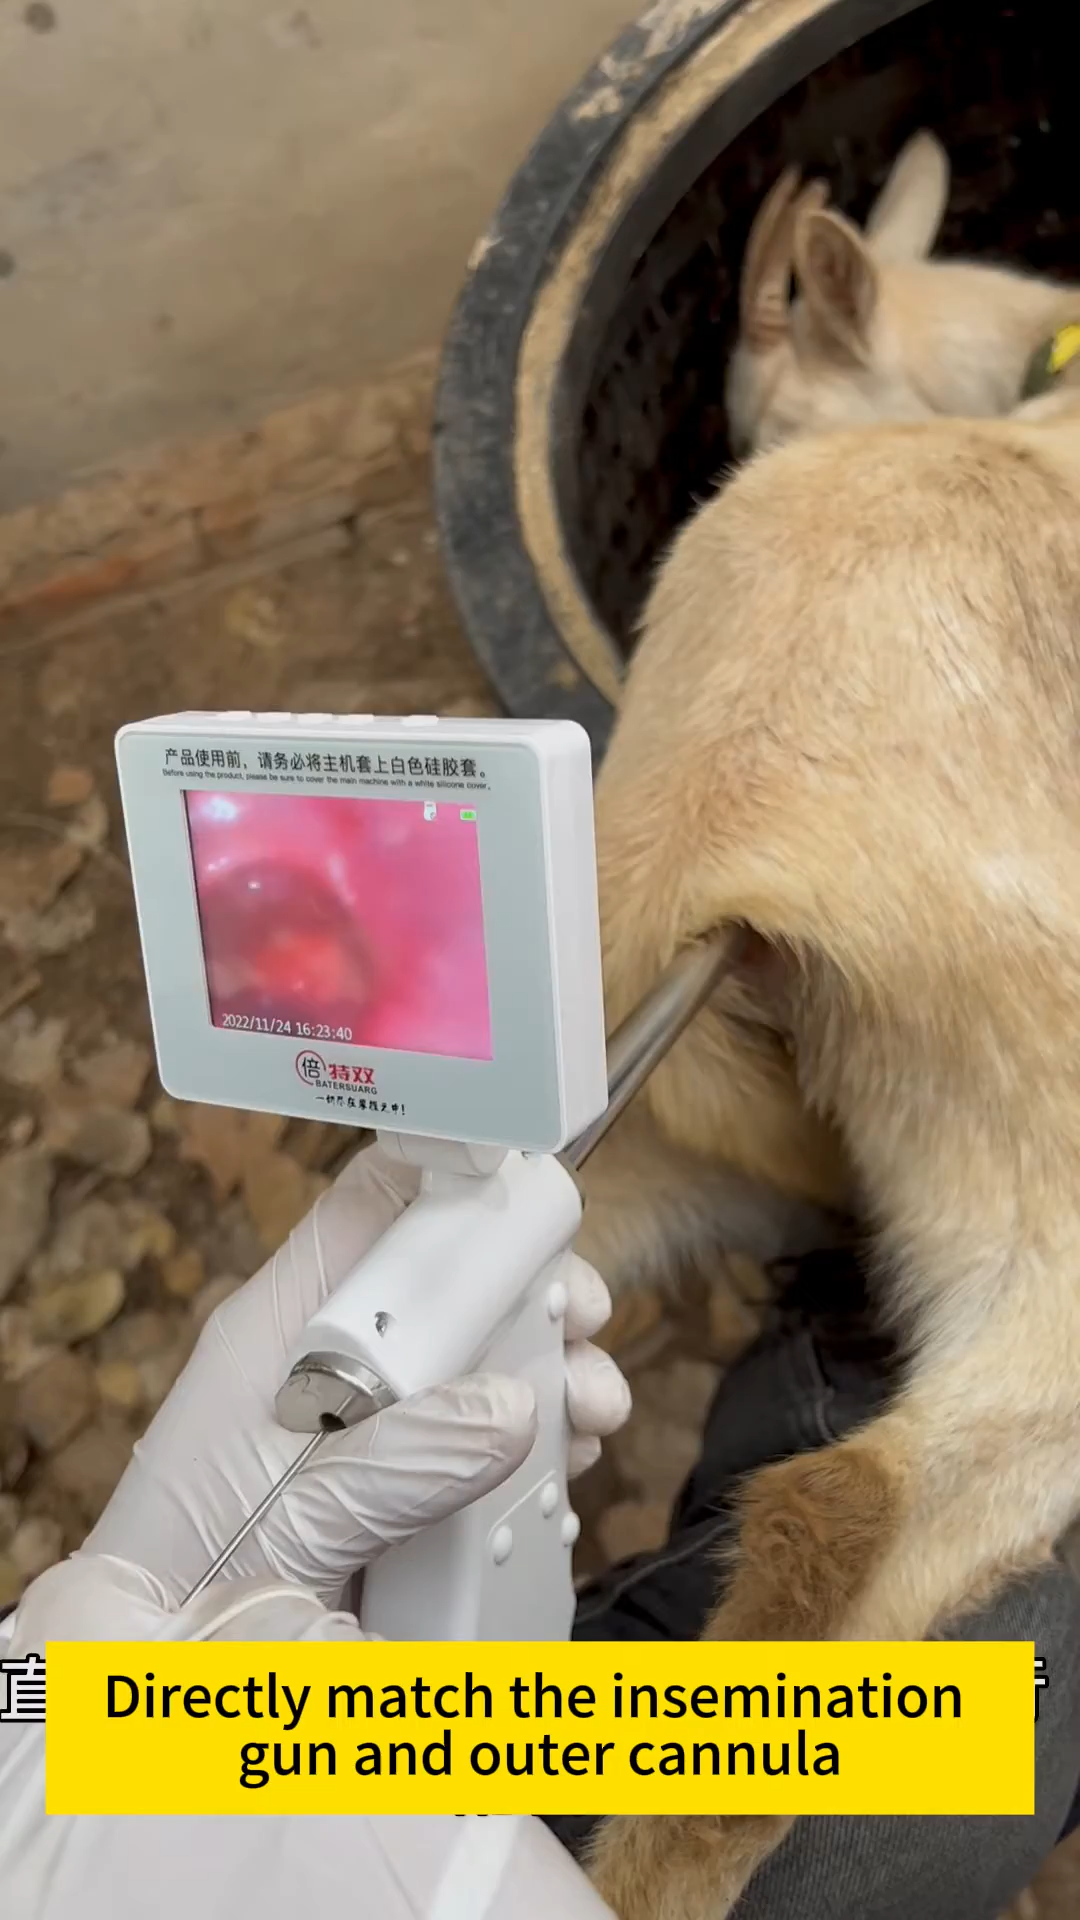 产品使用前，请务必将主机套上白色硅胶套。
Before using the product, please be sure to cover the main machine with a white silicone cover.
2022/11/24 16:23:40
倍特双
BATERSUARG
Directly match the insemination
gun and outer cannula